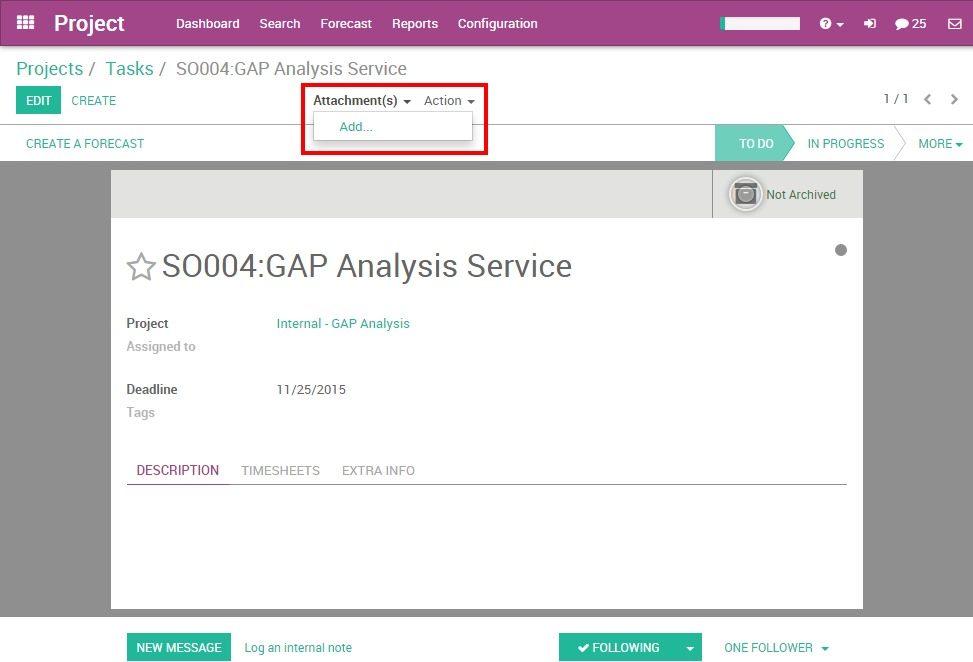 Project Dashboard Search Forecast Reports Configuration 25
Projects / Tasks / SO004:GAP Analysis Service
EDIT CREATE Attachment(s) Action 1 / 1
Add...
CREATE A FORECAST TO DO IN PROGRESS MORE
Not Archived
SO004:GAP Analysis Service
Project Internal - GAP Analysis
Assigned to
Deadline 11/25/2015
Tags
DESCRIPTION TIMESHEETS EXTRA INFO
NEW MESSAGE Log an internal note FOLLOWING ONE FOLLOWER